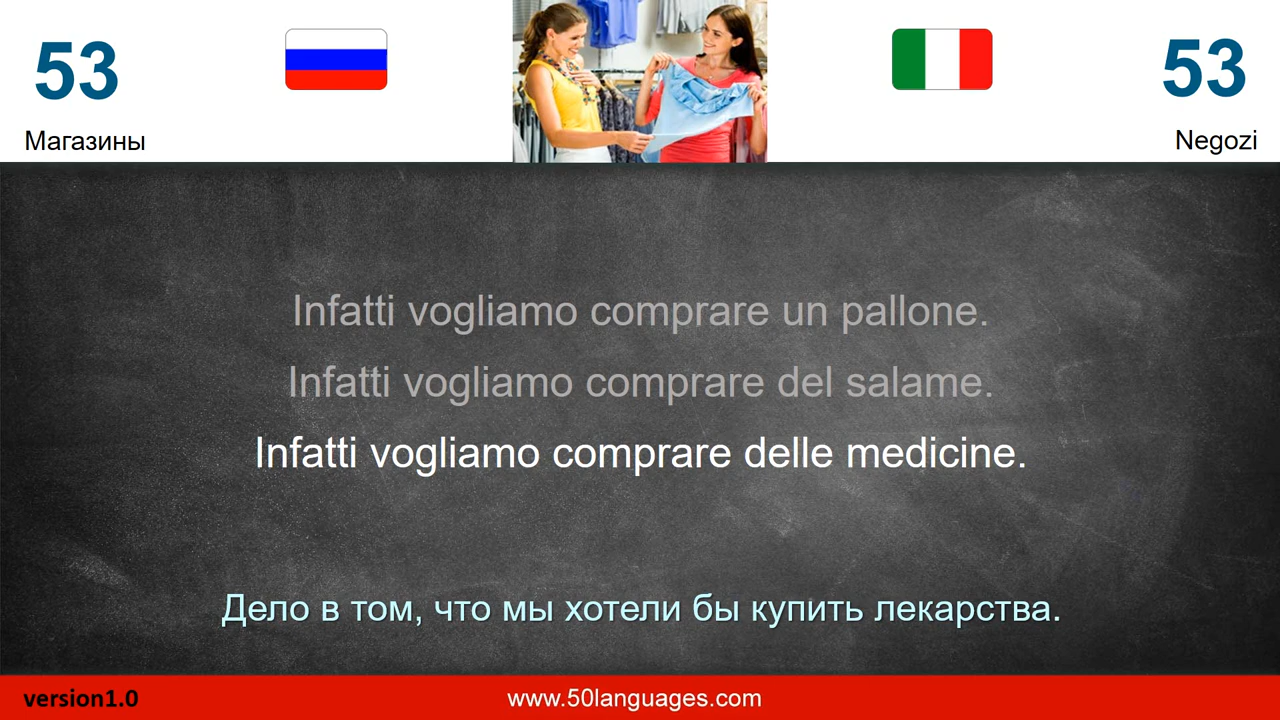 53
53
Магазины
Negozi
Infatti vogliamo comprare un pallone.
Infatti vogliamo comprare del salame.
Infatti vogliamo comprare delle medicine.
Дело в том, что мы хотели бы купить лекарства.
version1.0
www.50languages.com